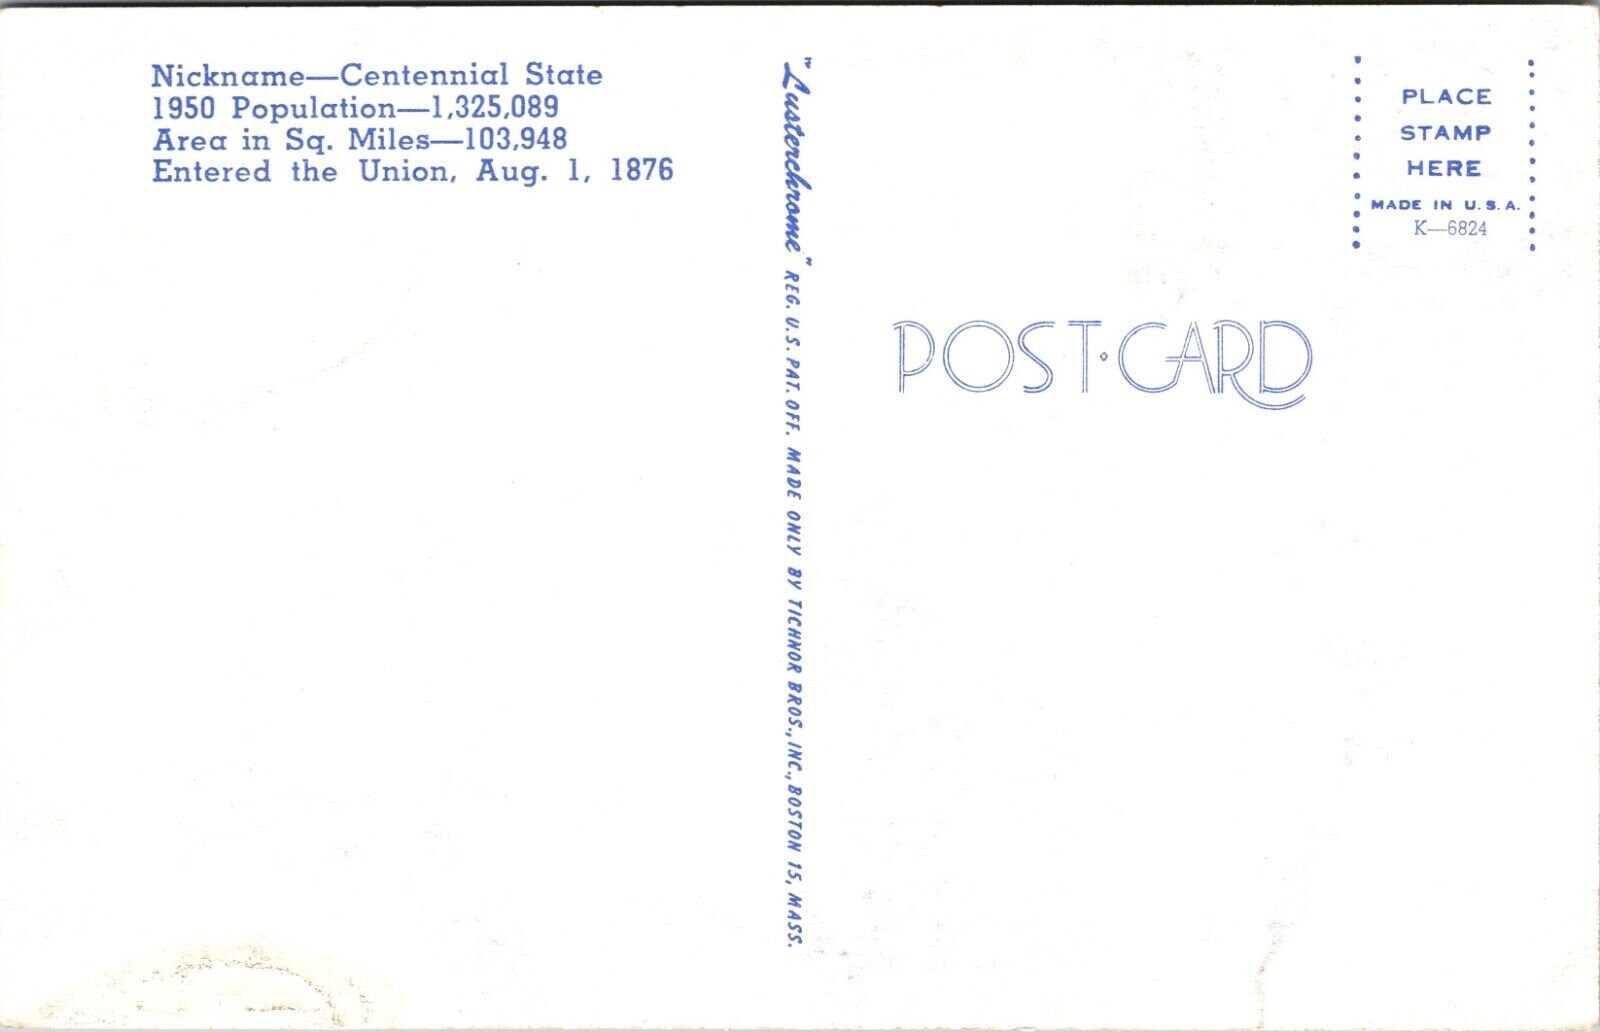 Nickname—Centennial State
1950 Population—1,325,089
Area in Sq. Miles—103,948
Entered the Union, Aug. 1, 1876
"Lusterchrome" REG. U.S. PAT. OFF. MADE ONLY BY TICHNOR BROS., INC., BOSTON 15, MASS.
PLACE
STAMP
HERE
MADE IN U.S.A.
K—6824
POST·CARD